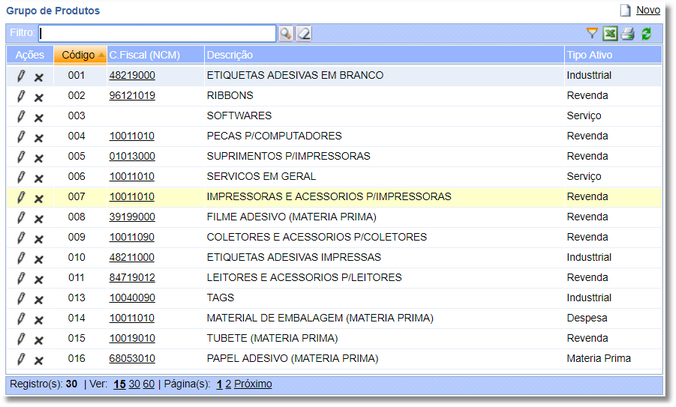 Grupo de Produtos Novo
Filtro:
Ações Código C.Fiscal (NCM) Descrição Tipo Ativo
001 48219000 ETIQUETAS ADESIVAS EM BRANCO Industtrial
002 96121019 RIBBONS Revenda
003 SOFTWARES Serviço
004 10011010 PECAS P/COMPUTADORES Revenda
005 01013000 SUPRIMENTOS P/IMPRESSORAS Revenda
006 10011010 SERVICOS EM GERAL Serviço
007 10011010 IMPRESSORAS E ACESSORIOS P/IMPRESSORAS Revenda
008 39199000 FILME ADESIVO (MATERIA PRIMA) Revenda
009 10011090 COLETORES E ACESSORIOS P/COLETORES Revenda
010 48211000 ETIQUETAS ADESIVAS IMPRESSAS Industtrial
011 84719012 LEITORES E ACESSORIOS P/LEITORES Revenda
013 10040090 TAGS Industtrial
014 10011010 MATERIAL DE EMBALAGEM (MATERIA PRIMA) Despesa
015 10019010 TUBETE (MATERIA PRIMA) Revenda
016 68053010 PAPEL ADESIVO (MATERIA PRIMA) Materia Prima
Registro(s): 30 | Ver: 15 30 60 | Página(s): 1 2 Próximo